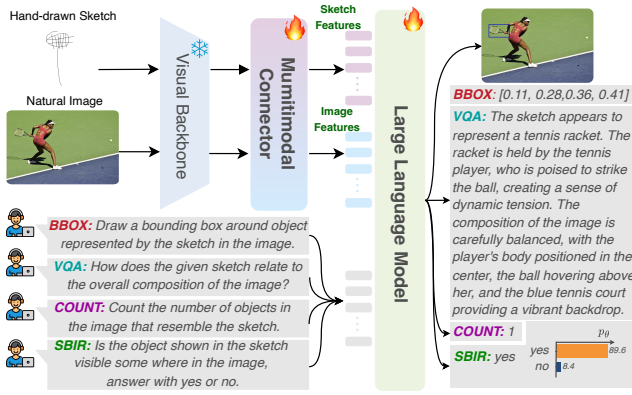 Hand-drawn Sketch
Natural Image
Visual Backbone
Mumitimodal
Connector
Sketch
Features
Image
Features
Large Language Model
BBOX: Draw a bounding box around object
represented by the sketch in the image.
VQA: How does the given sketch relate to
the overall composition of the image?
COUNT: Count the number of objects in
the image that resemble the sketch.
SBIR: Is the object shown in the sketch
visible some where in the image,
answer with yes or no.
BBOX: [0.11, 0.28,0.36, 0.41]
VQA: The sketch appears to
represent a tennis racket. The
racket is held by the tennis
player, who is poised to strike
the ball, creating a sense of
dynamic tension. The
composition of the image is
carefully balanced, with the
player's body positioned in the
center, the ball hovering above
her, and the blue tennis court
providing a vibrant backdrop.
COUNT: 1
SBIR: yes
pθ
yes 89.6
no 8.4